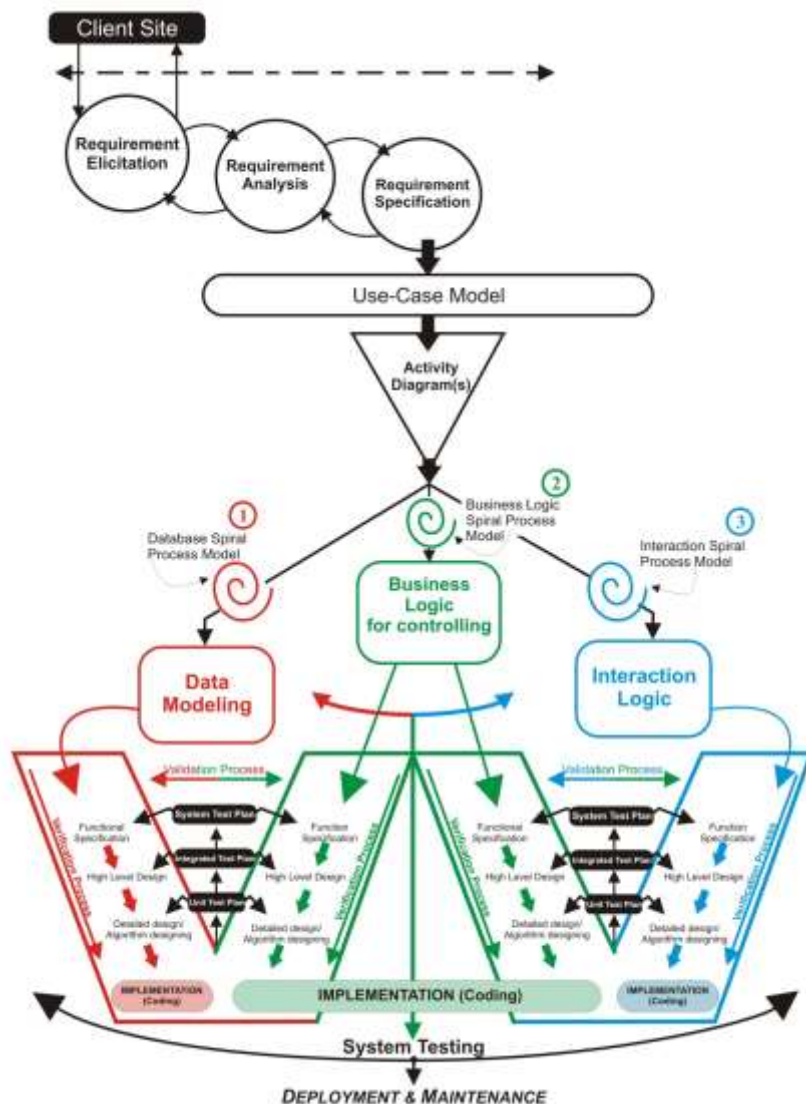 Client Site
Requirement
Elicitation
Requirement
Analysis
Requirement
Specification
Use-Case Model
Activity
Diagram(s)
1
Database Spiral
Process Model
2
Business Logic
Spiral Process
Model
3
Interaction Spiral
Process Model
Business
Logic
for controlling
Data
Modeling
Interaction
Logic
Validation Process
Validation Process
Verification Process
Functional
Specification
High Level Design
Detailed design/
Algorithm designing
System Test Plan
Integrated Test Plan
Unit Test Plan
Function
Specification
High Level Design
Detailed design/
Algorithm designing
Verification Process
Verification Process
Functional
Specification
High Level Design
Detailed design/
Algorithm designing
System Test Plan
Integrated Test Plan
Unit Test Plan
Function
Specification
High Level Design
Detailed design/
Algorithm designing
Verification Process
IMPLEMENTATION
(Coding)
IMPLEMENTATION (Coding)
IMPLEMENTATION
(Coding)
System Testing
DEPLOYMENT & MAINTENANCE